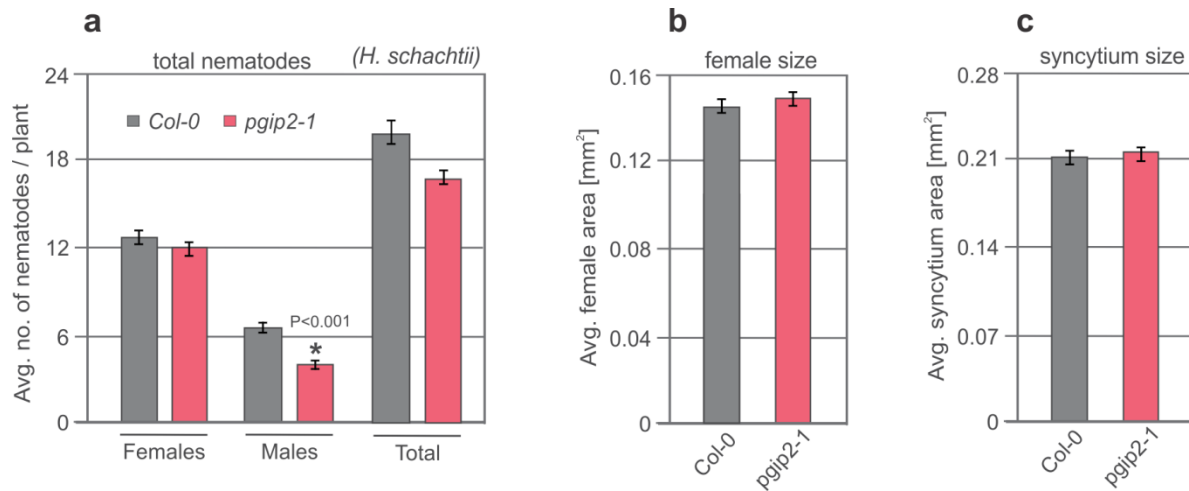 a
total nematodes (H. schachtii)
Avg. no. of nematodes / plant
24
18
12
6
0
Col-0 pgip2-1
P<0.001
*
Females Males Total
b
female size
Avg. female area [mm²]
0.16
0.12
0.08
0.04
0
Col-0 pgip2-1
c
syncytium size
Avg. syncytium area [mm²]
0.28
0.21
0.14
0.07
0
Col-0 pgip2-1